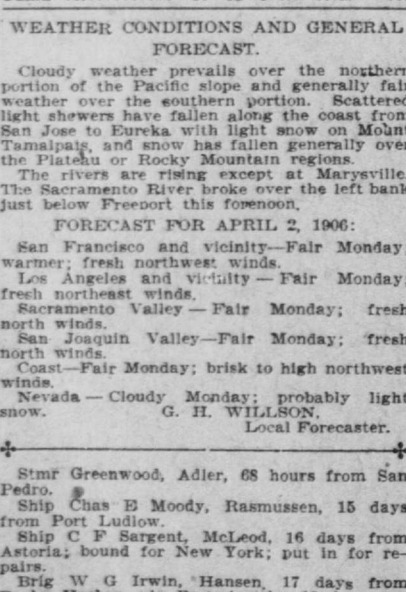 WEATHER CONDITIONS AND GENERAL
FORECAST.
Cloudy weather prevails over the northern
portion of the Pacific slope and generally fair
weather over the southern portion. Scattered
light showers have fallen along the coast from
San Jose to Eureka with light snow on Mount
Tamalpais, and snow has fallen generally over
the Plateau or Rocky Mountain regions.
The rivers are rising except at Marysville.
The Sacramento River broke over the left bank
just below Freeport this forenoon.
FORECAST FOR APRIL 2, 1906:
San Francisco and vicinity—Fair Monday,
warmer; fresh northwest winds.
Los Angeles and vicinity — Fair Monday,
fresh northeast winds.
Sacramento Valley — Fair Monday; fresh
north winds.
San Joaquin Valley—Fair Monday; fresh
north winds.
Coast—Fair Monday; brisk to high northwest
winds.
Nevada — Cloudy Monday; probably light
snow. G. H. WILLSON,
Local Forecaster.
Stmr Greenwood, Adler, 68 hours from San
Pedro.
Ship Chas E Moody, Rasmussen, 15 days
from Port Ludlow.
Ship C F Sargent, McLeod, 16 days from
Astoria; bound for New York; put in for re-
pairs.
Brig W G Irwin, Hansen, 17 days from